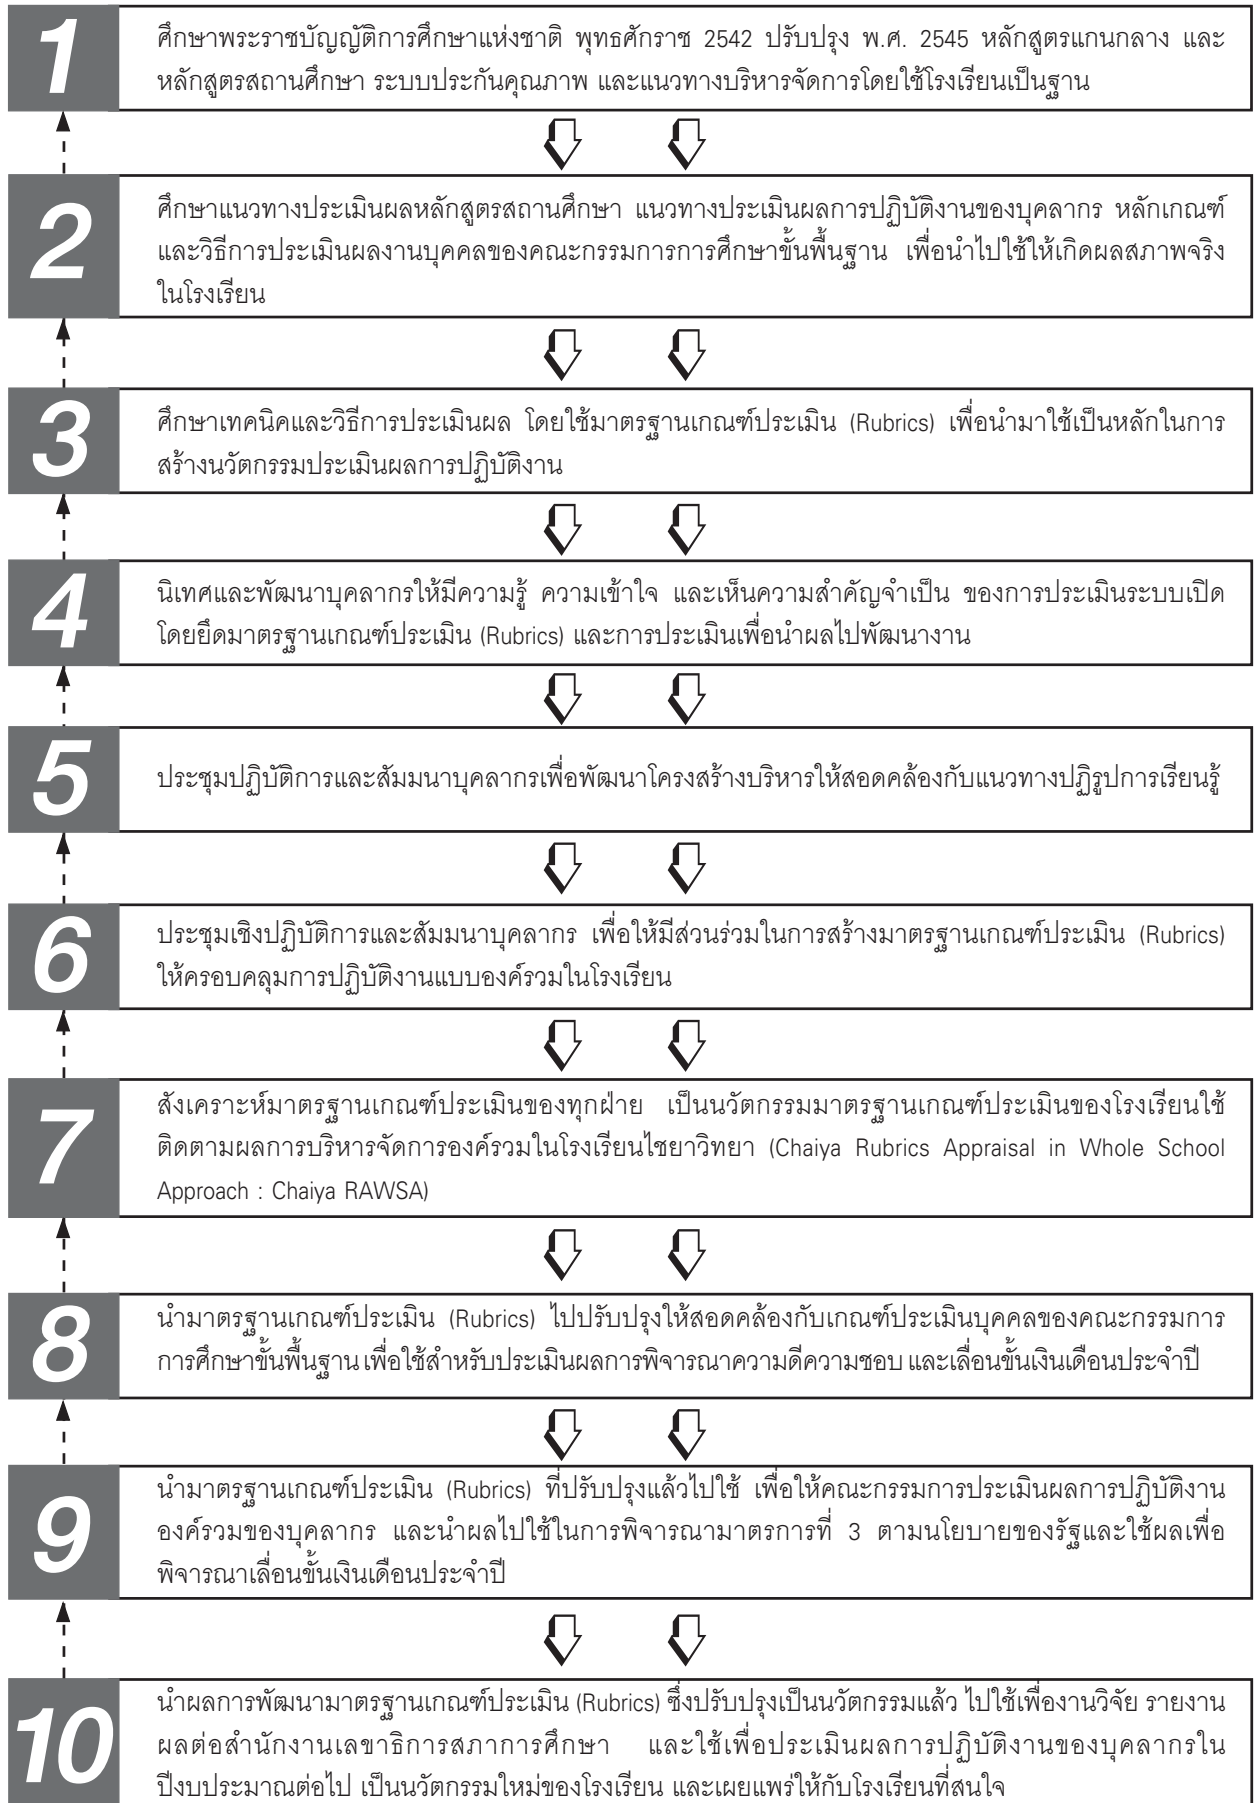 1
ศึกษาพระราชบัญญัติการศึกษาแห่งชาติ พุทธศักราช 2542 ปรับปรุง พ.ศ. 2545 หลักสูตรแกนกลาง และ
หลักสูตรสถานศึกษา ระบบประกันคุณภาพ และแนวทางบริหารจัดการโดยใช้โรงเรียนเป็นฐาน
2
ศึกษาแนวทางประเมินผลหลักสูตรสถานศึกษา แนวทางประเมินผลการปฏิบัติงานของบุคลากร หลักเกณฑ์
และวิธีการประเมินผลงานบุคคลของคณะกรรมการการศึกษาขั้นพื้นฐาน เพื่อนำไปใช้ให้เกิดผลสภาพจริง
ในโรงเรียน
3
ศึกษาเทคนิคและวิธีการประเมินผล โดยใช้มาตรฐานเกณฑ์ประเมิน (Rubrics) เพื่อนำมาใช้เป็นหลักในการ
สร้างนวัตกรรมประเมินผลการปฏิบัติงาน
4
นิเทศและพัฒนาบุคลากรให้มีความรู้ ความเข้าใจ และเห็นความสำคัญจำเป็น ของการประเมินระบบเปิด
โดยยึดมาตรฐานเกณฑ์ประเมิน (Rubrics) และการประเมินเพื่อนำผลไปพัฒนางาน
5
ประชุมปฏิบัติการและสัมมนาบุคลากรเพื่อพัฒนาโครงสร้างบริหารให้สอดคล้องกับแนวทางปฏิรูปการเรียนรู้
6
ประชุมเชิงปฏิบัติการและสัมมนาบุคลากร เพื่อให้มีส่วนร่วมในการสร้างมาตรฐานเกณฑ์ประเมิน (Rubrics)
ให้ครอบคลุมการปฏิบัติงานแบบองค์รวมในโรงเรียน
7
สังเคราะห์มาตรฐานเกณฑ์ประเมินของทุกฝ่าย เป็นนวัตกรรมมาตรฐานเกณฑ์ประเมินของโรงเรียนใช้
ติดตามผลการบริหารจัดการองค์รวมในโรงเรียนไชยาวิทยา (Chaiya Rubrics Appraisal in Whole School
Approach : Chaiya RAWSA)
8
นำมาตรฐานเกณฑ์ประเมิน (Rubrics) ไปปรับปรุงให้สอดคล้องกับเกณฑ์ประเมินบุคคลของคณะกรรมการ
การศึกษาขั้นพื้นฐาน เพื่อใช้สำหรับประเมินผลการพิจารณาความดีความชอบ และเลื่อนขั้นเงินเดือนประจำปี
9
นำมาตรฐานเกณฑ์ประเมิน (Rubrics) ที่ปรับปรุงแล้วไปใช้ เพื่อให้คณะกรรมการประเมินผลการปฏิบัติงาน
องค์รวมของบุคลากร และนำผลไปใช้ในการพิจารณามาตรการที่ 3 ตามนโยบายของรัฐและใช้ผลเพื่อ
พิจารณาเลื่อนขั้นเงินเดือนประจำปี
10
นำผลการพัฒนามาตรฐานเกณฑ์ประเมิน (Rubrics) ซึ่งปรับปรุงเป็นนวัตกรรมแล้ว ไปใช้เพื่องานวิจัย รายงาน
ผลต่อสำนักงานเลขาธิการสภาการศึกษา และใช้เพื่อประเมินผลการปฏิบัติงานของบุคลากรใน
ปีงบประมาณต่อไป เป็นนวัตกรรมใหม่ของโรงเรียน และเผยแพร่ให้กับโรงเรียนที่สนใจ